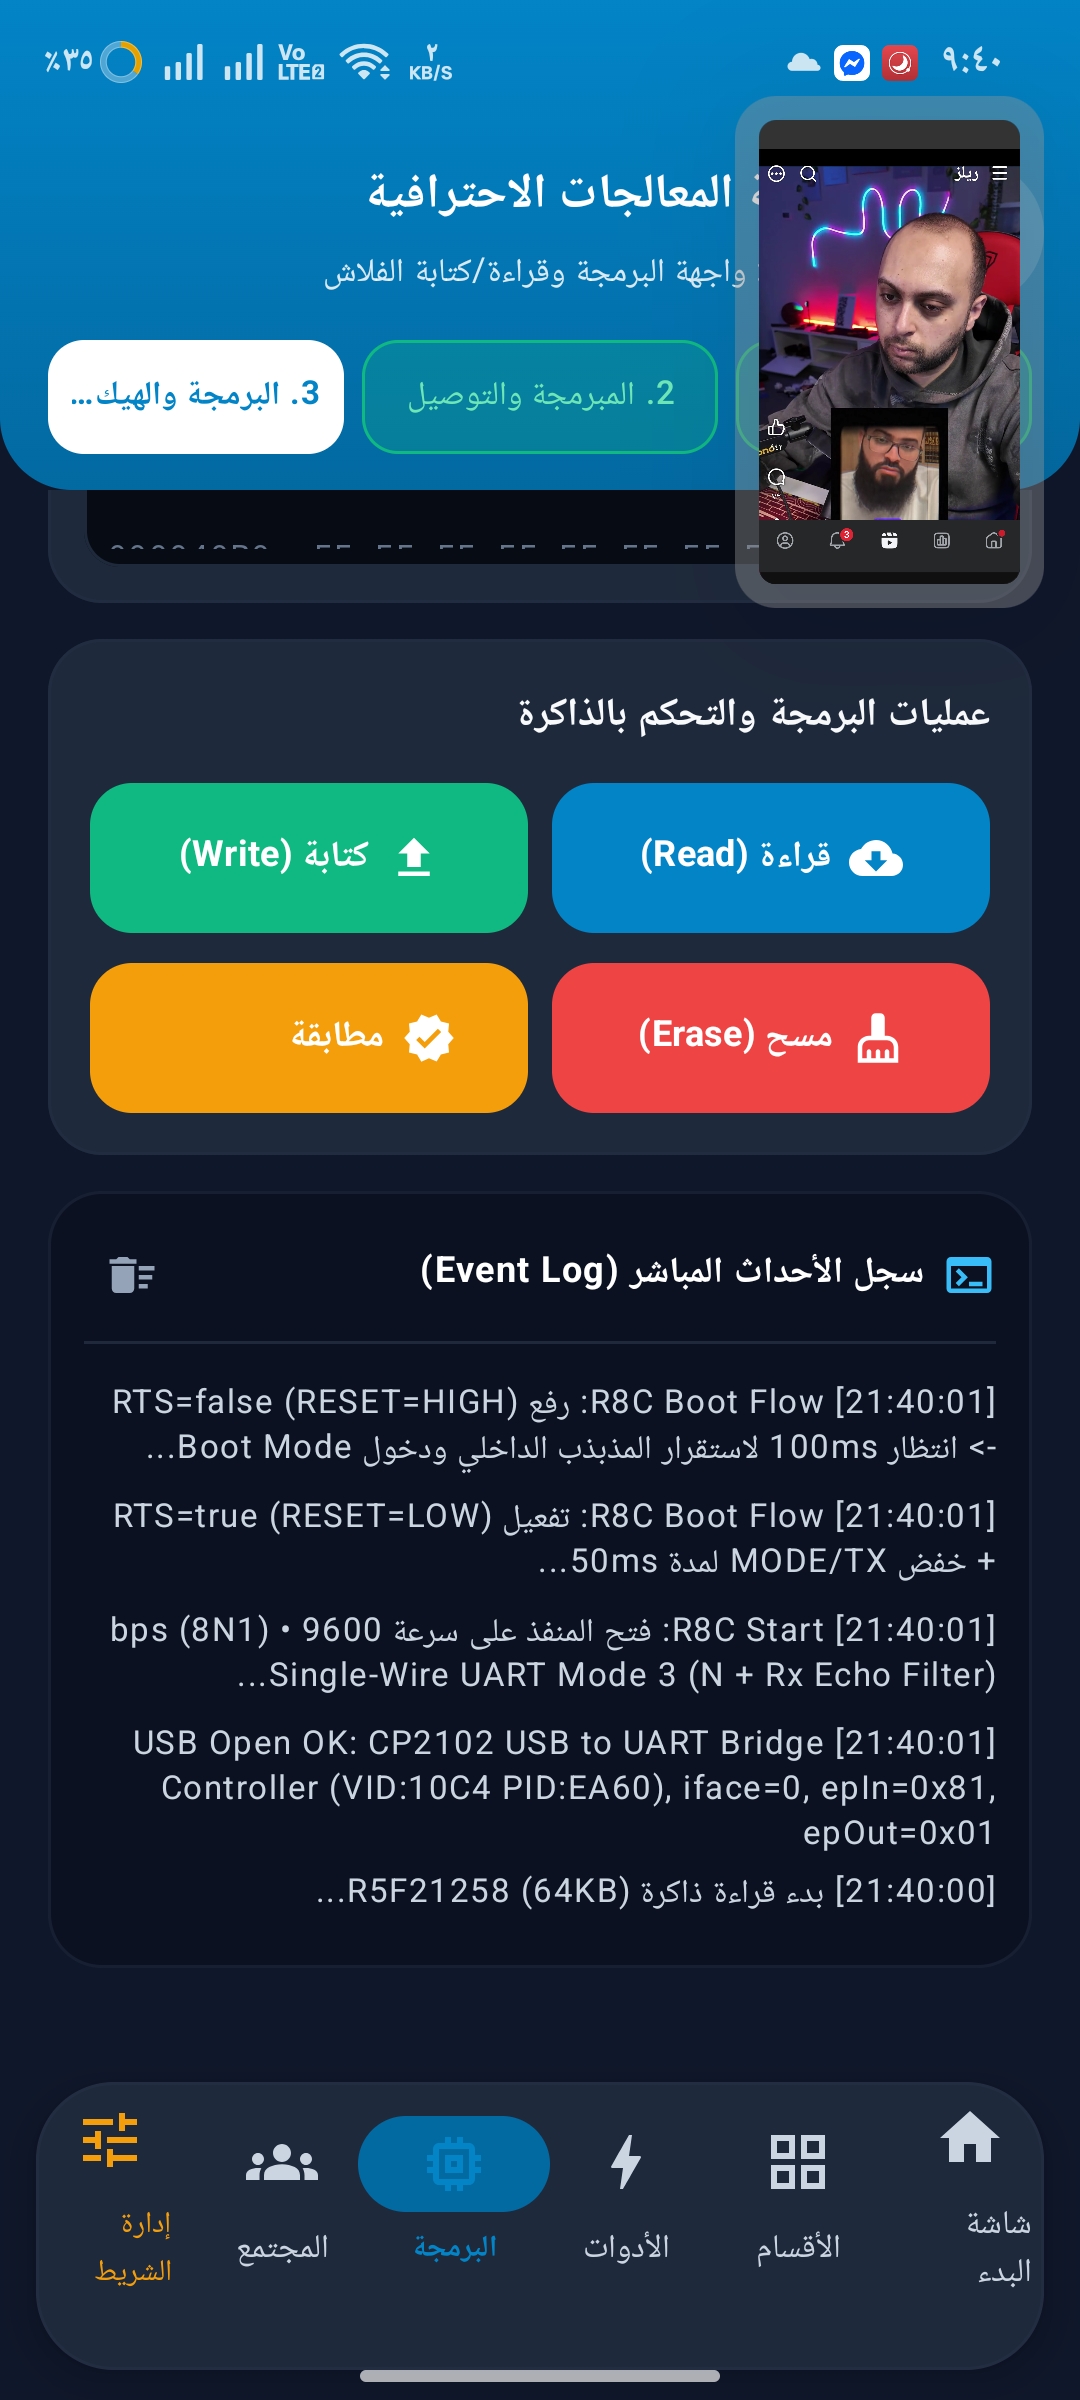 ٩:٤٠
٢ KB/S
Vo LTE2
٪٣٥
المعالجات الاحترافية
واجهة البرمجة وقراءة/كتابة الفلاش
2. المبرمجة والتوصيل
3. البرمجة والهيك...
ريلز
3
عمليات البرمجة والتحكم بالذاكرة
قراءة (Read)
كتابة (Write)
مسح (Erase)
مطابقة
سجل الأحداث المباشر (Event Log)
[21:40:01] R8C Boot Flow: رفع RTS=false (RESET=HIGH)
-> انتظار 100ms لاستقرار المذبذب الداخلي ودخول Boot Mode...
[21:40:01] R8C Boot Flow: تفعيل RTS=true (RESET=LOW)
+ خفض MODE/TX لمدة 50ms...
[21:40:01] R8C Start: فتح المنفذ على سرعة 9600 bps (8N1) •
Single-Wire UART Mode 3 (N + Rx Echo Filter)...
[21:40:01] USB Open OK: CP2102 USB to UART Bridge
Controller (VID:10C4 PID:EA60), iface=0, epIn=0x81,
epOut=0x01
[21:40:00] بدء قراءة ذاكرة R5F21258 (64KB)...
شاشة البدء
الأقسام
الأدوات
البرمجة
المجتمع
إدارة الشريط